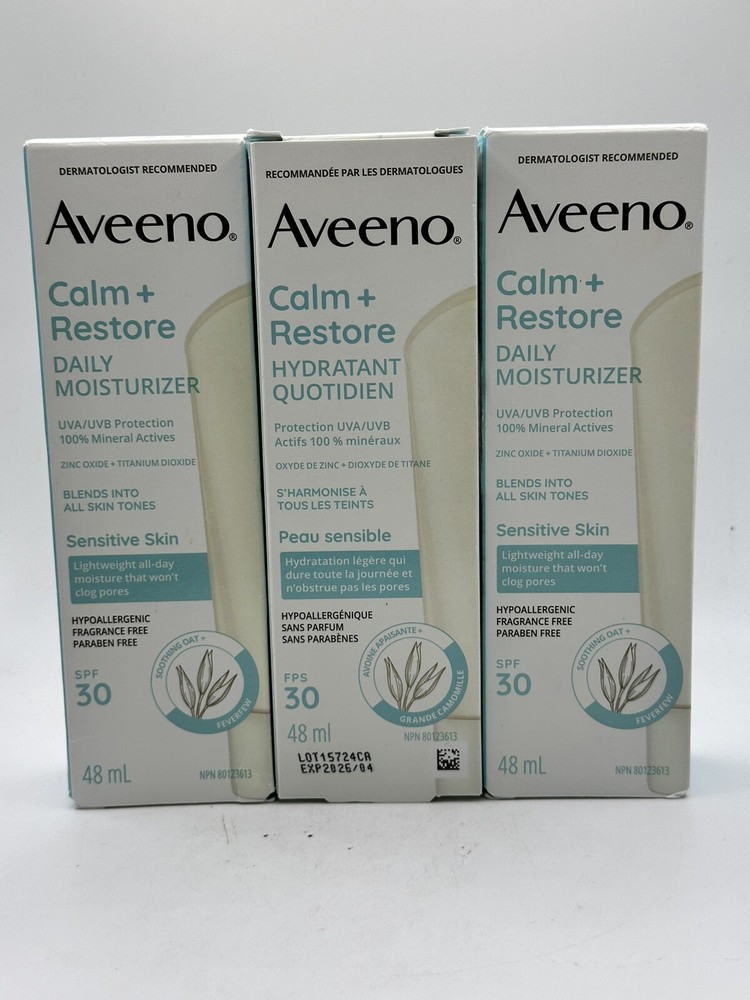 DERMATOLOGIST RECOMMENDED
Aveeno®
Calm +
Restore
DAILY
MOISTURIZER
UVA/UVB Protection
100% Mineral Actives
ZINC OXIDE + TITANIUM DIOXIDE
BLENDS INTO
ALL SKIN TONES
Sensitive Skin
Lightweight all-day
moisture that won't
clog pores
HYPOALLERGENIC
FRAGRANCE FREE
PARABEN FREE
SOOTHING OAT +
FEVERFEW
SPF
30
48 mL
NPN 80123613
RECOMMANDÉE PAR LES DERMATOLOGUES
Aveeno®
Calm +
Restore
HYDRATANT
QUOTIDIEN
Protection UVA/UVB
Actifs 100 % minéraux
OXYDE DE ZINC + DIOXYDE DE TITANE
S'HARMONISE À
TOUS LES TEINTS
Peau sensible
Hydratation légère qui
dure toute la journée et
n'obstrue pas les pores
HYPOALLERGÉNIQUE
SANS PARFUM
SANS PARABÈNES
AVOINE APAISANTE +
GRANDE CAMOMILLE
FPS
30
48 ml
NPN 80123613
LOT15724CA
EXP2026/04
DERMATOLOGIST RECOMMENDED
Aveeno®
Calm +
Restore
DAILY
MOISTURIZER
UVA/UVB Protection
100% Mineral Actives
ZINC OXIDE + TITANIUM DIOXIDE
BLENDS INTO
ALL SKIN TONES
Sensitive Skin
Lightweight all-day
moisture that won't
clog pores
HYPOALLERGENIC
FRAGRANCE FREE
PARABEN FREE
SOOTHING OAT +
FEVERFEW
SPF
30
48 mL
NPN 80123613